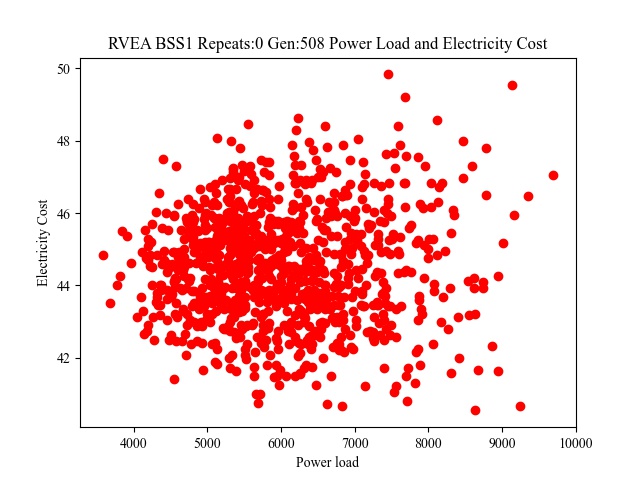 RVEA BSS1 Repeats:0 Gen:508 Power Load and Electricity Cost
50
48
46
44
42
Electricity Cost
4000 5000 6000 7000 8000 9000 10000
Power load